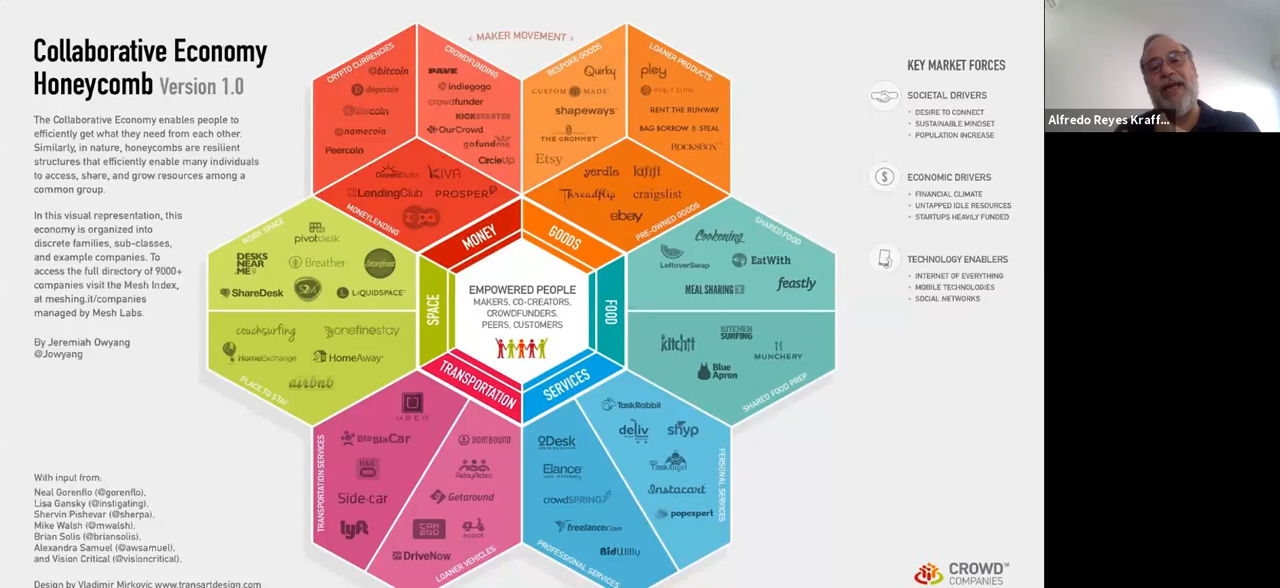 Collaborative Economy
Honeycomb Version 1.0
The Collaborative Economy enables people to
efficiently get what they need from each other.
Similarly, in nature, honeycombs are resilient
structures that efficiently enable many individuals
to access, share, and grow resources among a
common group.
In this visual representation, this
economy is organized into
discrete families, sub-classes,
and example companies. To
access the full directory of 9000+
companies visit the Mesh Index,
at meshing.it/companies
managed by Mesh Labs.
By Jeremiah Owyang
@Jowyang
With input from:
Neal Gorenflo (@gorenflo),
Lisa Gansky (@instigating),
Shervin Pishevar (@sherpa),
Mike Walsh (@mwalsh),
Brian Solis (@briansolis),
Alexandra Samuel (@awsamuel),
and Vision Critical (@visioncritical).
Design by Vladimir Mirkovic www.transartdesign.com
< MAKER MOVEMENT >
CRYPTO CURRENCIES
bitcoin
dogecoin
litecoin
namecoin
Peercoin
CROWDFUNDING
PAVE
indiegogo
crowdfunder
KICKSTARTER
OurCrowd
gofundme
CircleUp
MONEYLENDING
KIVA
LendingClub
PROSPER
zopa
MONEY
BESPOKE GOODS
Quirky
CUSTOM MADE
shapeways
THE GROMMET
Etsy
LOANER PRODUCTS
pley
RENT THE RUNWAY
BAG BORROW & STEAL
ROCKSBOX
PRE-OWNED GOODS
yerdle
kijiji
Threadflip
craigslist
ebay
GOODS
WORK SPACE
pivotdesk
DESKS
NEAR
ME
Breather
Storefront
ShareDesk
LIQUIDSPACE
PLACE TO STAY
couchsurfing
onefinestay
HomeExchange
HomeAway
airbnb
SPACE
EMPOWERED PEOPLE
MAKERS, CO-CREATORS,
CROWDFUNDERS,
PEERS, CUSTOMERS
FOOD
SHARED FOOD
Cookening
LeftoverSwap
EatWith
MEAL SHARING
feastly
SHARED FOOD PREP
kitchit
KITCHEN
SURFING
MUNCHERY
Blue
Apron
TRANSPORTATION
TRANSPORTATION SERVICES
UBER
BlaBlaCar
HAILO
Side-car
lyft
LOANER VEHICLES
BOATBOUND
RelayRides
Getaround
CAR
2GO
scoot
DriveNow
SERVICES
PROFESSIONAL SERVICES
oDesk
Elance
crowdSPRING
freelancer.com
BidWilly
PERSONAL SERVICES
TaskRabbit
deliv
shyp
TaskAngel
Instacart
popexpert
KEY MARKET FORCES
SOCIETAL DRIVERS
• DESIRE TO CONNECT
• SUSTAINABLE MINDSET
• POPULATION INCREASE
ECONOMIC DRIVERS
• FINANCIAL CLIMATE
• UNTAPPED IDLE RESOURCES
• STARTUPS HEAVILY FUNDED
TECHNOLOGY ENABLERS
• INTERNET OF EVERYTHING
• MOBILE TECHNOLOGIES
• SOCIAL NETWORKS
CROWD™
COMPANIES
Alfredo Reyes Kraff...